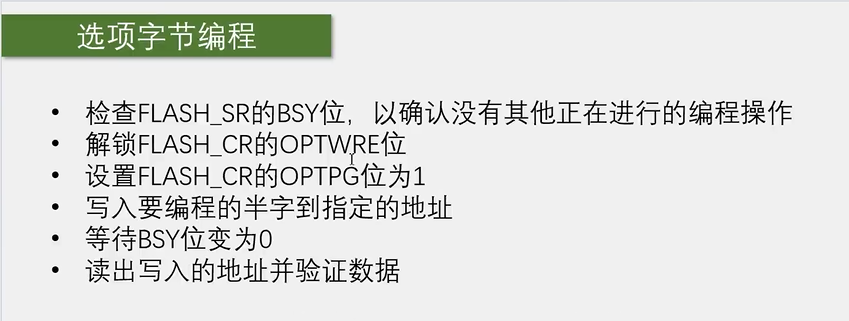 选项字节编程
• 检查FLASH_SR的BSY位，以确认没有其他正在进行的编程操作
• 解锁FLASH_CR的OPTWRE位
• 设置FLASH_CR的OPTPG位为1
• 写入要编程的半字到指定的地址
• 等待BSY位变为0
• 读出写入的地址并验证数据